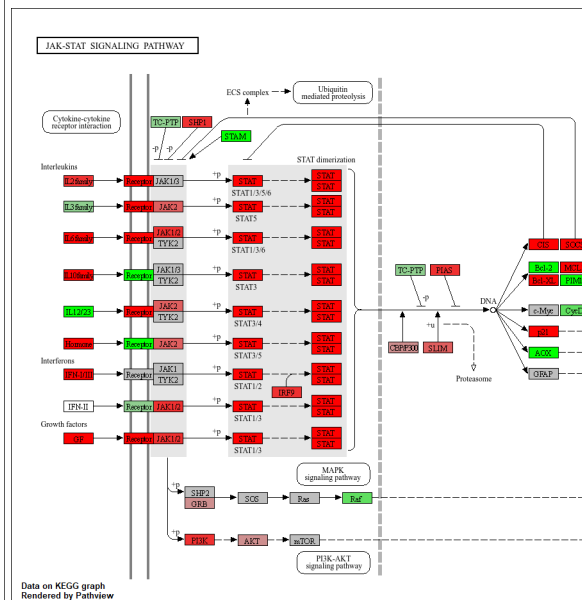 JAK-STAT SIGNALING PATHWAY
ECS complex
Ubiquitin
mediated proteolysis
Cytokine-cytokine
receptor interaction
TC-PTP
SHP1
STAM
-p
-p
STAT dimerization
Interleukins
IL2family
Receptor
JAK1/3
+p
STAT
STAT
STAT
STAT1/3/5/6
IL3family
Receptor
JAK2
+p
STAT
STAT
STAT
STAT5
IL6family
Receptor
JAK1/2
TYK2
+p
STAT
STAT
STAT
STAT1/3/6
IL10family
Receptor
JAK1/3
TYK2
+p
STAT
STAT
STAT
STAT3
IL12/23
Receptor
JAK2
TYK2
+p
STAT
STAT
STAT
STAT3/4
Hormone
Receptor
JAK2
+p
STAT
STAT
STAT
STAT3/5
Interferons
IFN-I/III
Receptor
JAK1
TYK2
+p
STAT
STAT
STAT
STAT1/2
IRF9
IFN-II
Receptor
JAK1/2
+p
STAT
STAT
STAT
STAT1/3
Growth factors
GF
Receptor
JAK1/2
+p
STAT
STAT
STAT
STAT1/3
TC-PTP
PIAS
-p
DNA
CBP/P300
+u
SLIM
Proteasome
CIS
SOCS
Bcl-2
MCL
Bcl-XL
PIM
c-Myc
CycD
p21
AOX
GFAP
MAPK
signaling pathway
+p
SHP2
GRB
SOS
Ras
Raf
+p
PI3K
AKT
mTOR
PI3K-AKT
signaling pathway
Data on KEGG graph
Rendered by Pathview